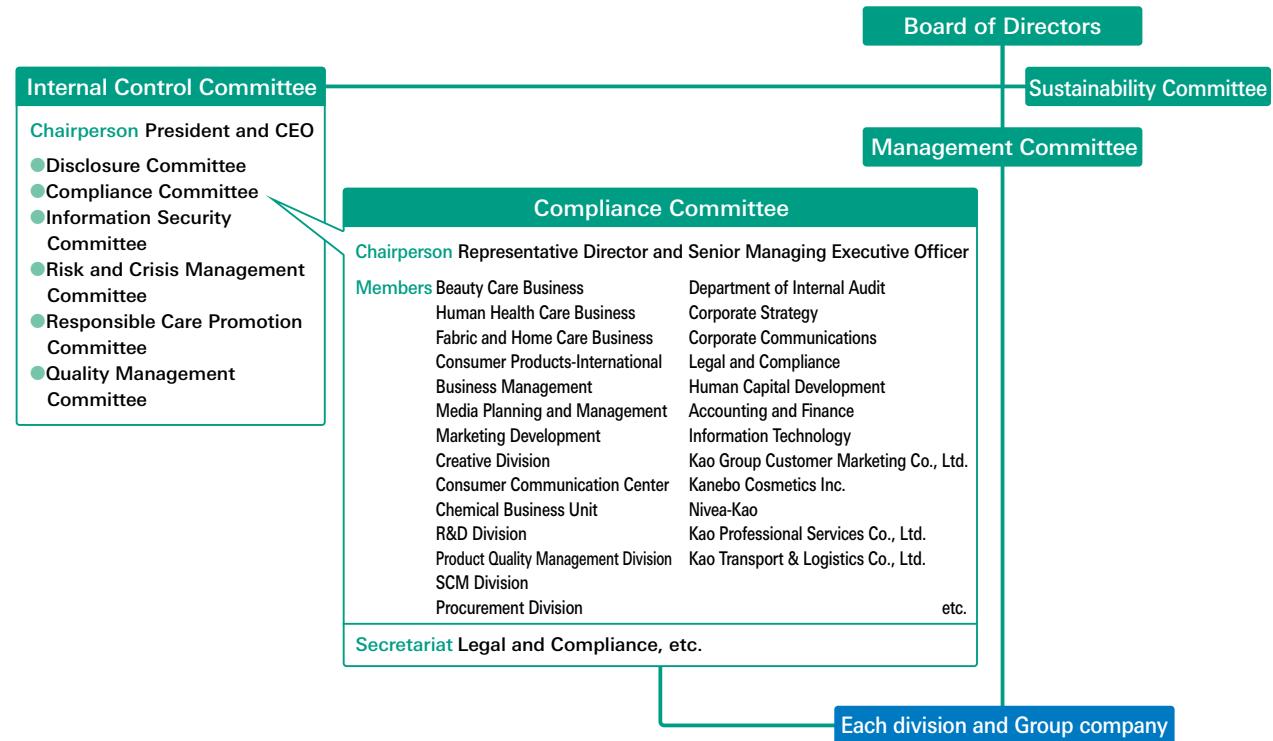 Board of Directors
Internal Control Committee
Sustainability Committee
Chairperson President and CEO
●Disclosure Committee
●Compliance Committee
●Information Security
Committee
●Risk and Crisis Management
Committee
●Responsible Care Promotion
Committee
●Quality Management
Committee
Management Committee
Compliance Committee
Chairperson Representative Director and Senior Managing Executive Officer
Members Beauty Care Business
Human Health Care Business
Fabric and Home Care Business
Consumer Products-International
Business Management
Media Planning and Management
Marketing Development
Creative Division
Consumer Communication Center
Chemical Business Unit
R&D Division
Product Quality Management Division
SCM Division
Procurement Division
Department of Internal Audit
Corporate Strategy
Corporate Communications
Legal and Compliance
Human Capital Development
Accounting and Finance
Information Technology
Kao Group Customer Marketing Co., Ltd.
Kanebo Cosmetics Inc.
Nivea-Kao
Kao Professional Services Co., Ltd.
Kao Transport & Logistics Co., Ltd.
etc.
Secretariat Legal and Compliance, etc.
Each division and Group company